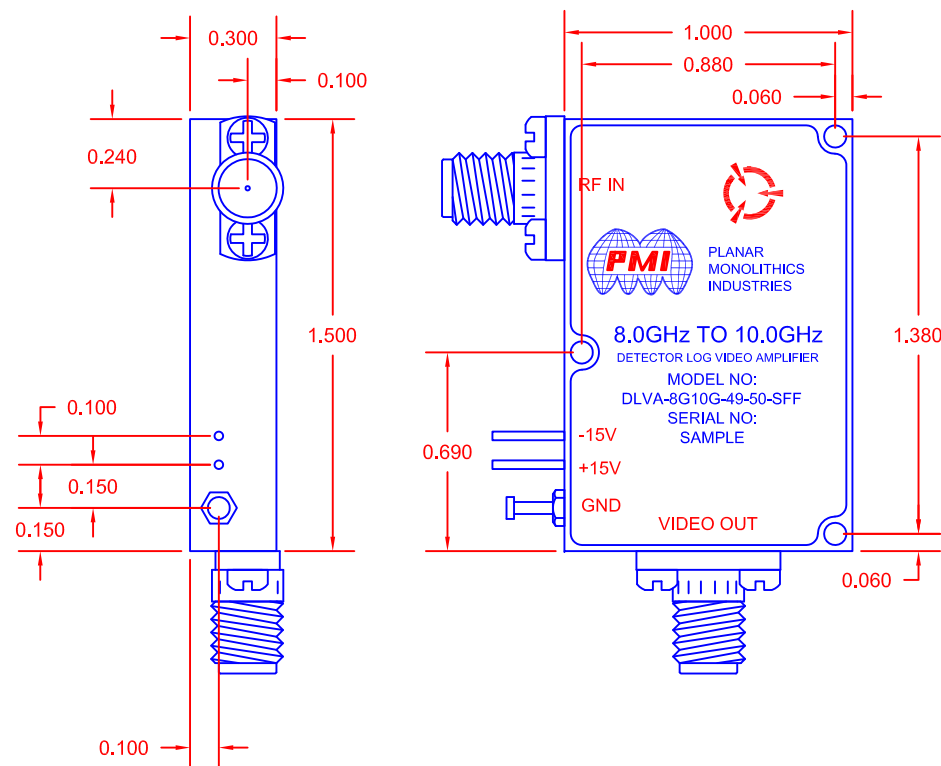 0.300
0.100
0.240
1.500
0.100
0.150
0.150
0.100
1.000
0.880
0.060
RF IN
PMI
PLANAR
MONOLITHICS
INDUSTRIES
8.0GHz TO 10.0GHz
DETECTOR LOG VIDEO AMPLIFIER
MODEL NO:
DLVA-8G10G-49-50-SFF
SERIAL NO:
SAMPLE
1.380
0.690
-15V
+15V
GND
VIDEO OUT
0.060